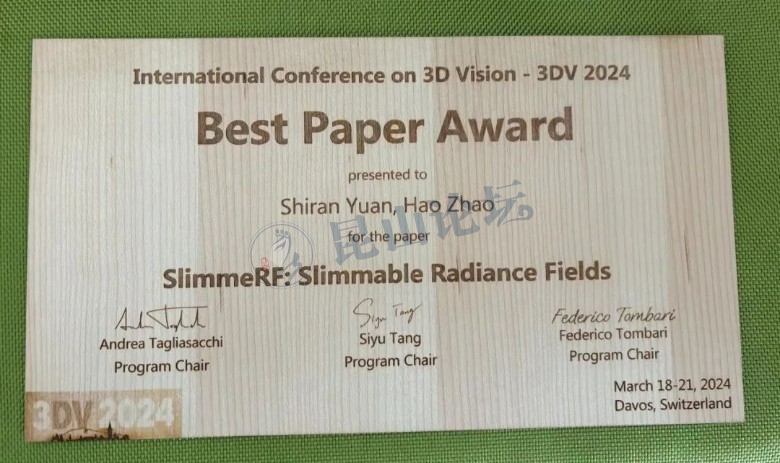 International Conference on 3D Vision - 3DV 2024
Best Paper Award
presented to
Shiran Yuan, Hao Zhao
for the paper
昆山论坛
SlimmeRF: Slimmable Radiance Fields
Federico Tombari
Andrea Tagliasacchi
Program Chair
Siyu Tang
Siyu Tang
Program Chair
Federico Tombari
Program Chair
March 18-21, 2024
Davos, Switzerland
3DV 2024